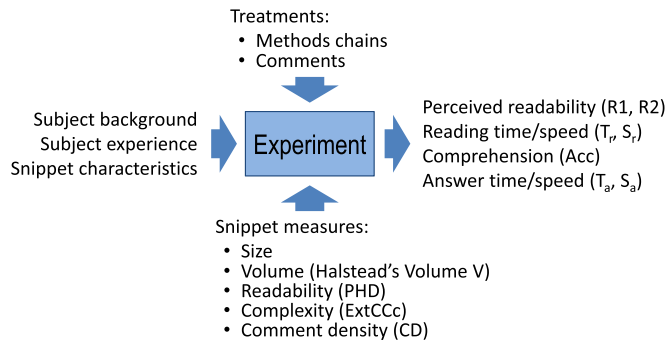 Treatments:
• Methods chains
• Comments
Subject background
Subject experience
Snippet characteristics
Experiment
Perceived readability (R1, R2)
Reading time/speed (Tr, Sr)
Comprehension (Acc)
Answer time/speed (Ta, Sa)
Snippet measures:
• Size
• Volume (Halstead's Volume V)
• Readability (PHD)
• Complexity (ExtCCc)
• Comment density (CD)